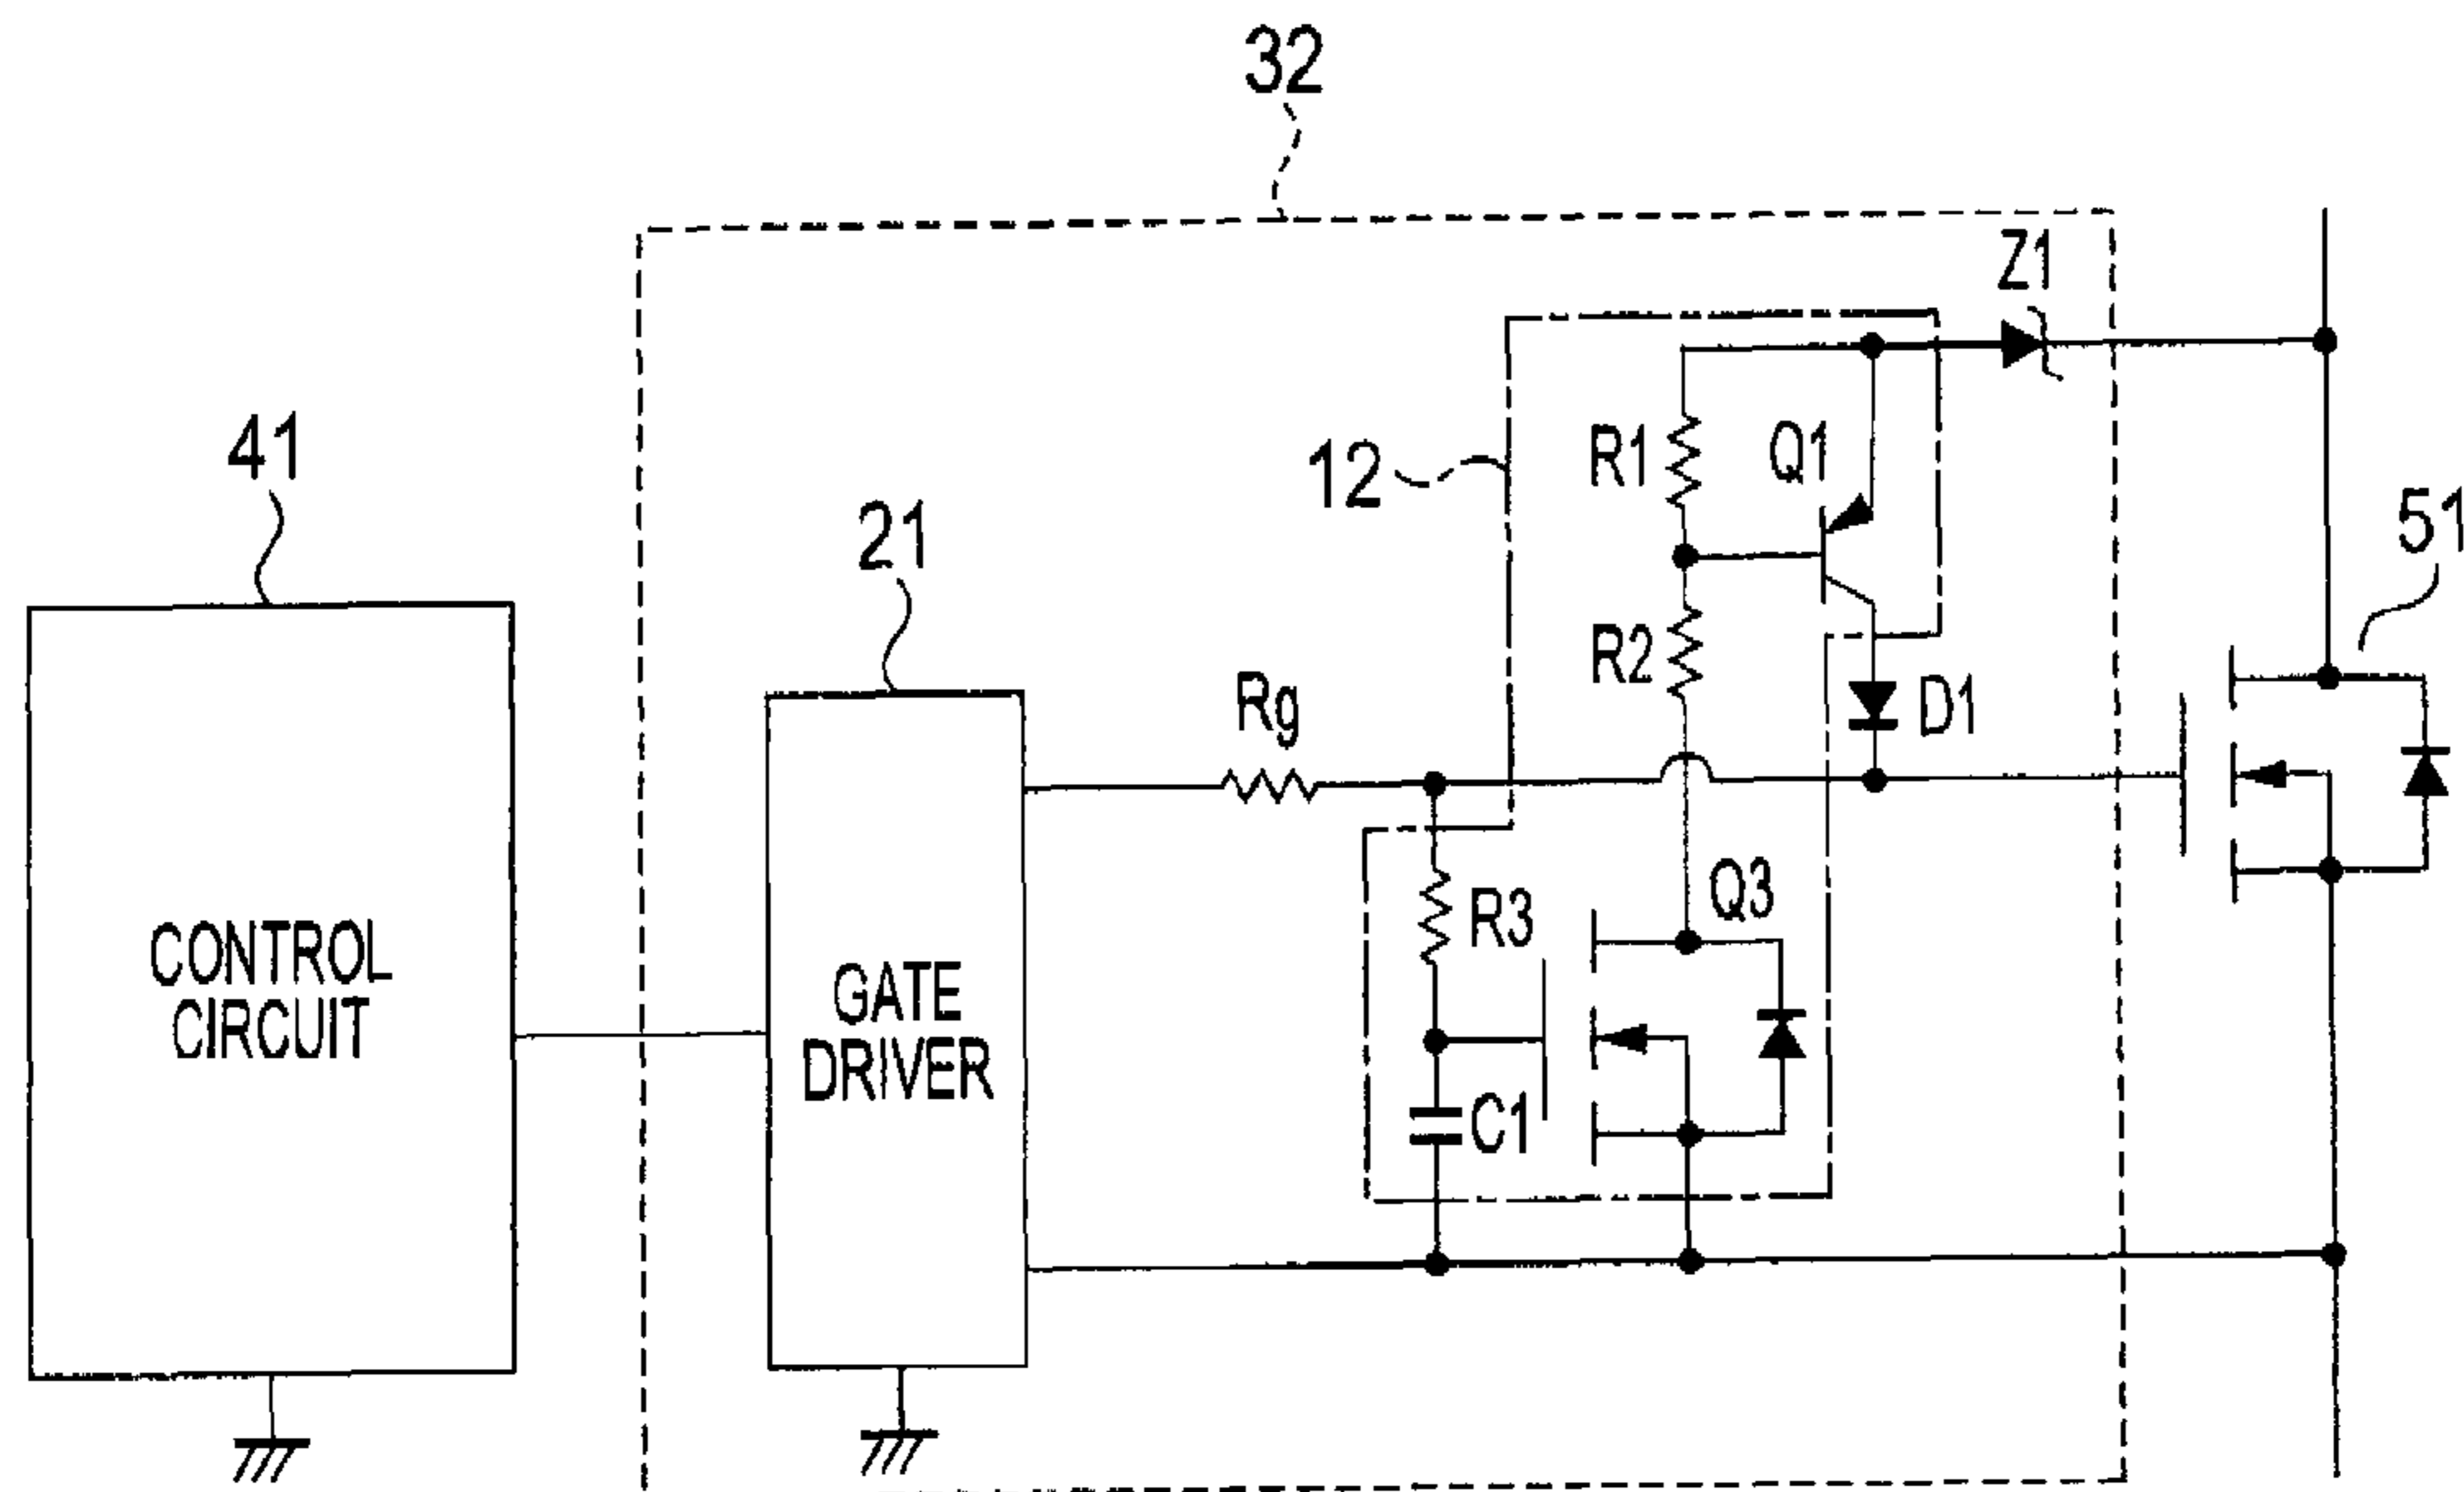 32
Z1
41
12
R1
Q1
51
21
R2
Rg
D1
Q3
R3
CONTROL
CIRCUIT
GATE
DRIVER
C1